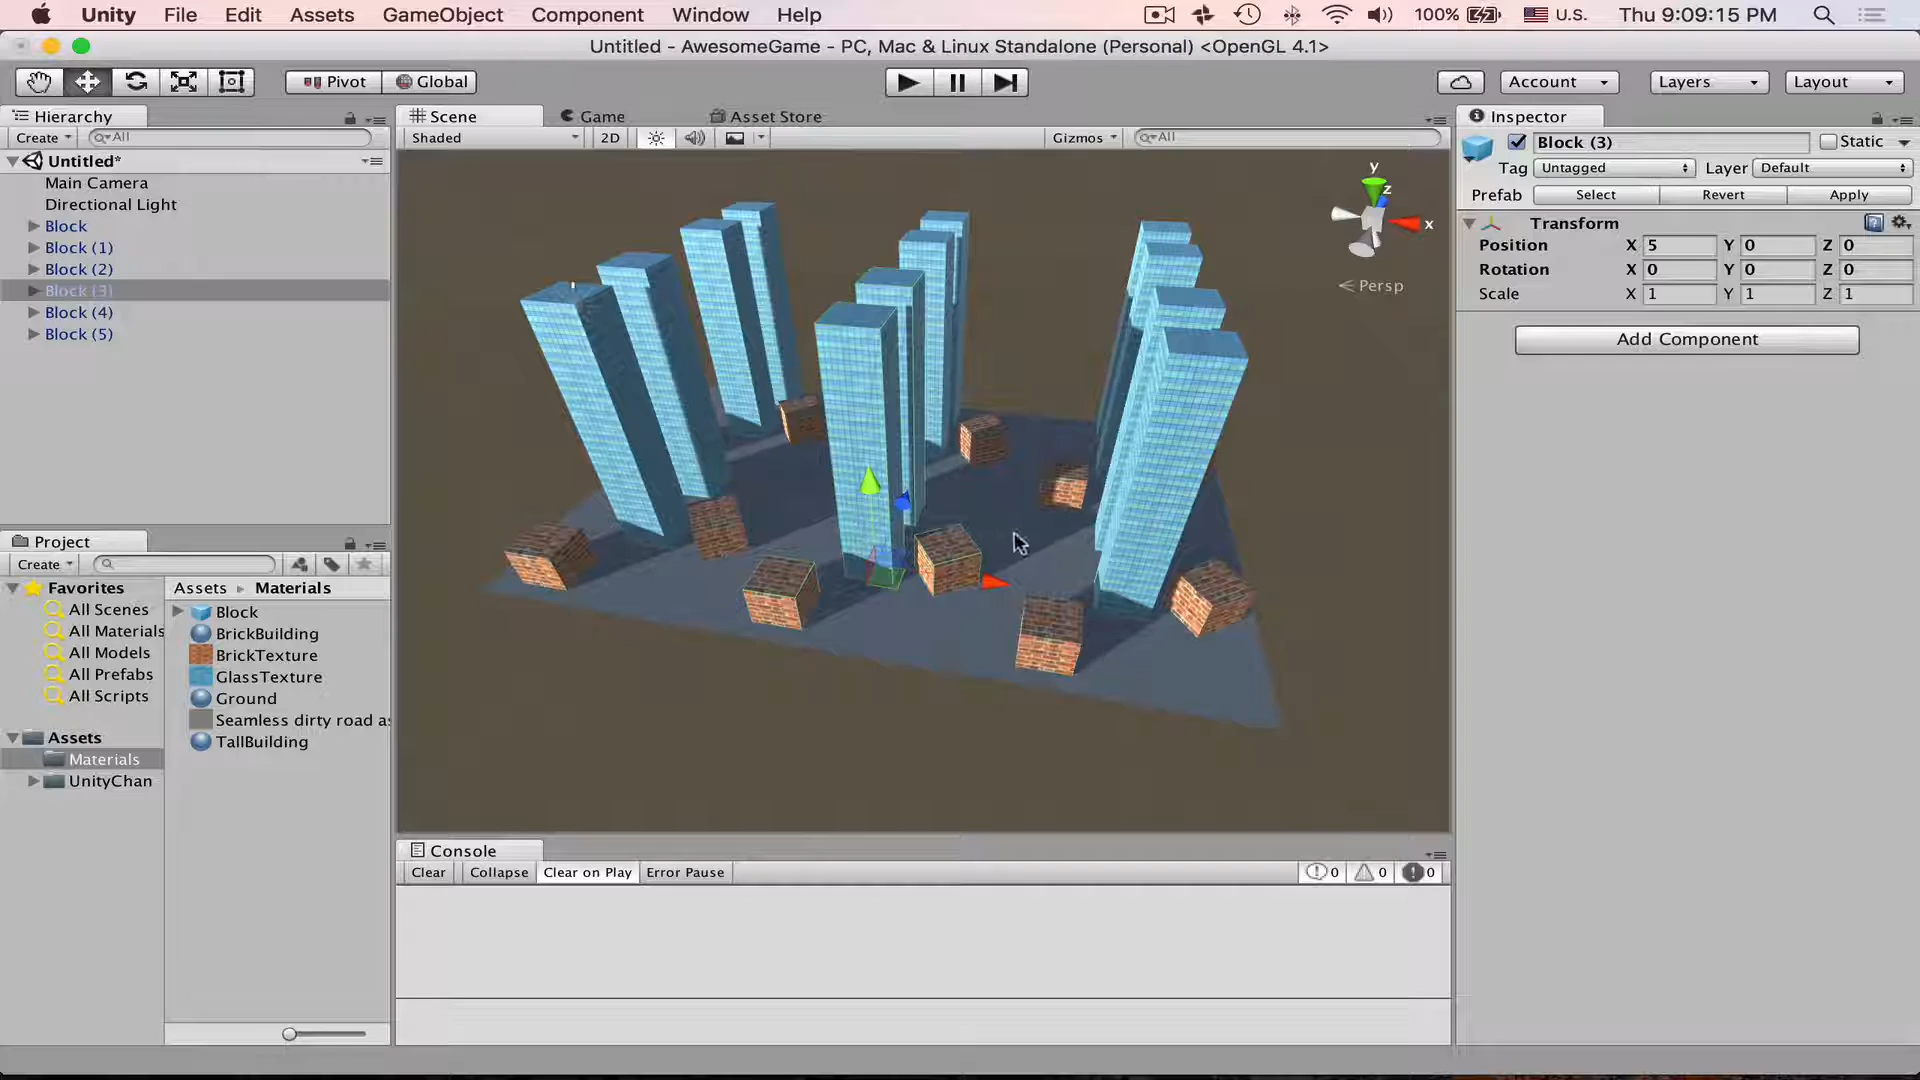 Unity File Edit Assets GameObject Component Window Help 100% U.S. Thu 9:09:15 PM
Untitled - AwesomeGame - PC, Mac & Linux Standalone (Personal) <OpenGL 4.1>
Pivot Global Account Layers Layout
Hierarchy
Create All
Untitled*
Main Camera
Directional Light
Block
Block (1)
Block (2)
Block (3)
Block (4)
Block (5)
Project
Create
Favorites
All Scenes
All Materials
All Models
All Prefabs
All Scripts
Assets
Materials
UnityChan
Assets Materials
Block
BrickBuilding
BrickTexture
GlassTexture
Ground
Seamless dirty road as
TallBuilding
Scene Game Asset Store
Shaded 2D Gizmos All
y
z
x
Persp
Console
Clear Collapse Clear on Play Error Pause 0 0 0
Inspector
Block (3) Static
Tag Untagged Layer Default
Prefab Select Revert Apply
Transform
Position X 5 Y 0 Z 0
Rotation X 0 Y 0 Z 0
Scale X 1 Y 1 Z 1
Add Component